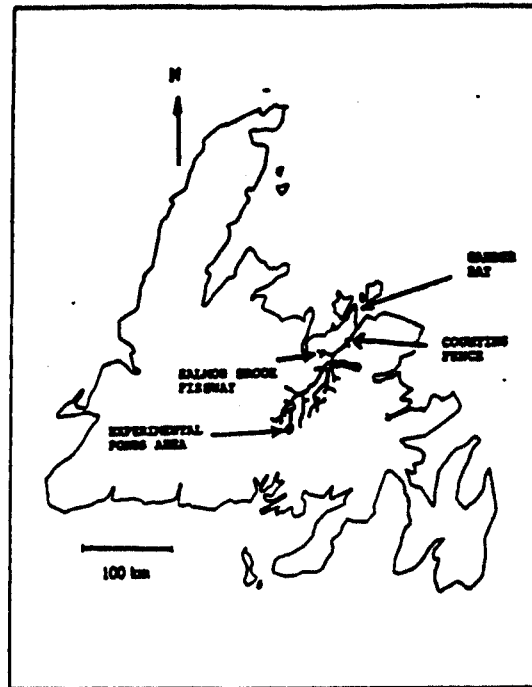 N
GANDER
BAY
COUNTING
FENCE
SALMON BROOK
FISHWAY
EXPERIMENTAL
PONDS AREA
100 km